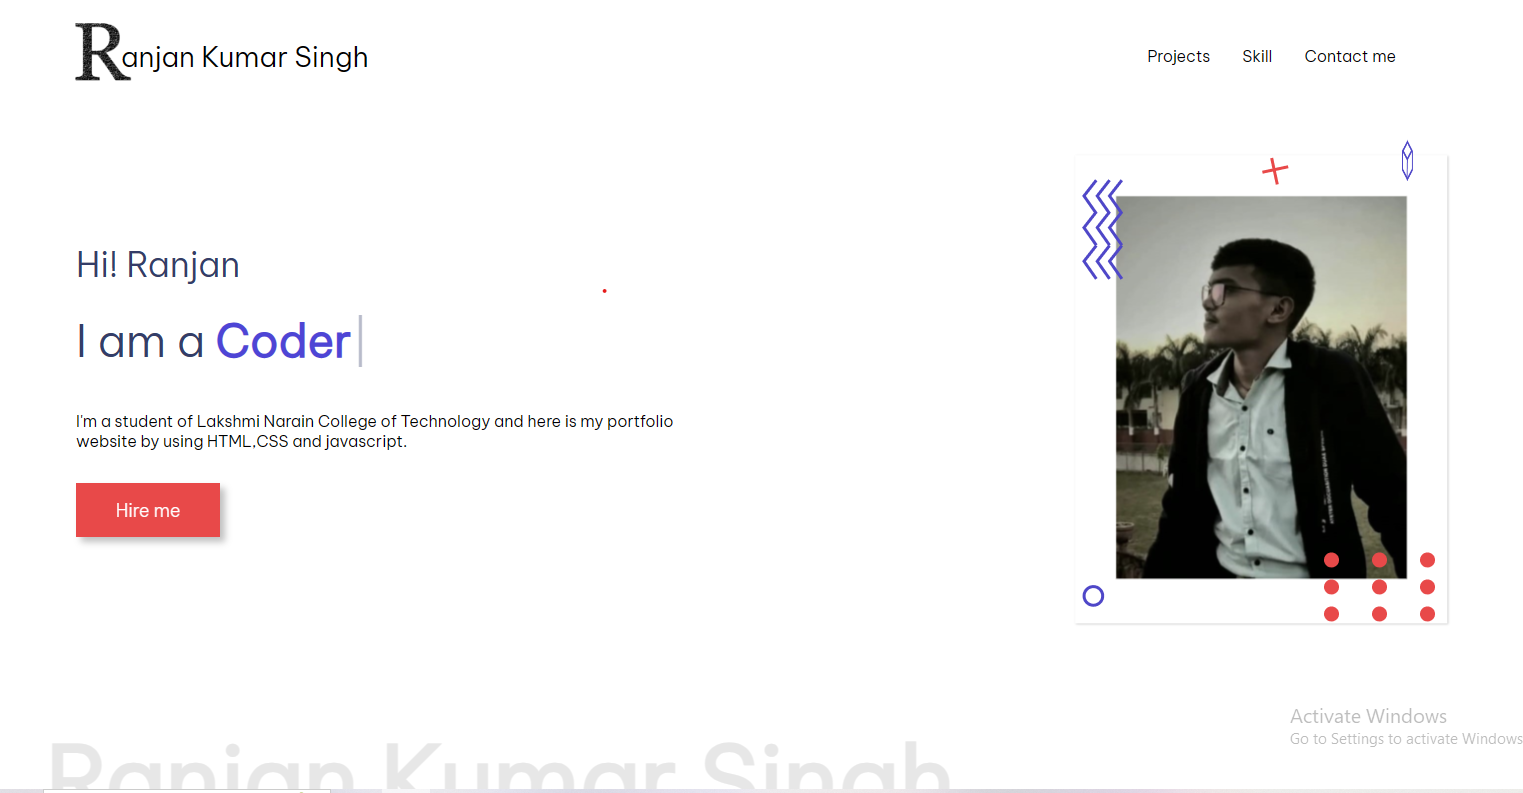 Ranjan Kumar Singh
Projects Skill Contact me
Hi! Ranjan
I am a Coder
I'm a student of Lakshmi Narain College of Technology and here is my portfolio
website by using HTML,CSS and javascript.
Hire me
Activate Windows
Go to Settings to activate Windows
Ranjan Kumar Singh